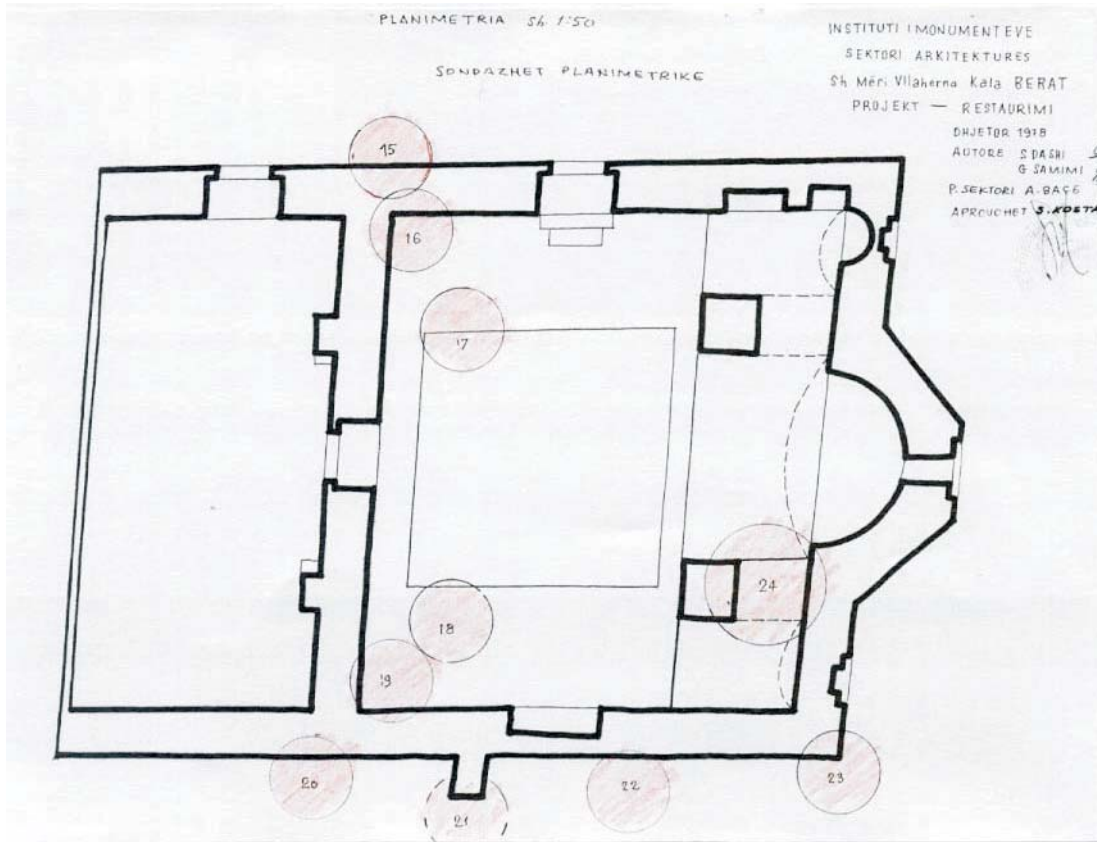 PLANIMETRIA Sh 1:50
SONDAZHET PLANIMETRIKE
INSTITUTI I MONUMENTEVE
SEKTORI ARKITEKTURES
Sh Mëri Vllaherna Kala BERAT
PROJEKT — RESTAURIMI
DHJETOR 1978
AUTORE S DASHI
G SAMIMI
P. SEKTORI A. BAÇE
APROVOHET S. KOSTA
15
16
17
18
19
24
20
21
22
23